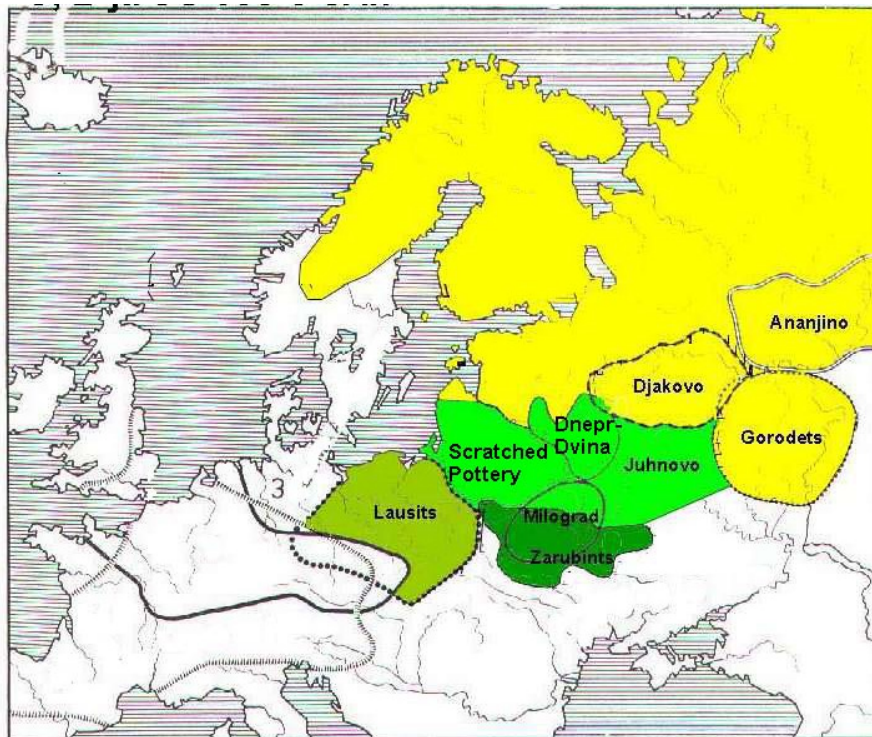 Ananjino
Djakovo
Dnepr-
Dvina
Gorodets
Scratched
Pottery
Juhnovo
3
Lausits
Milograd
Zarubints